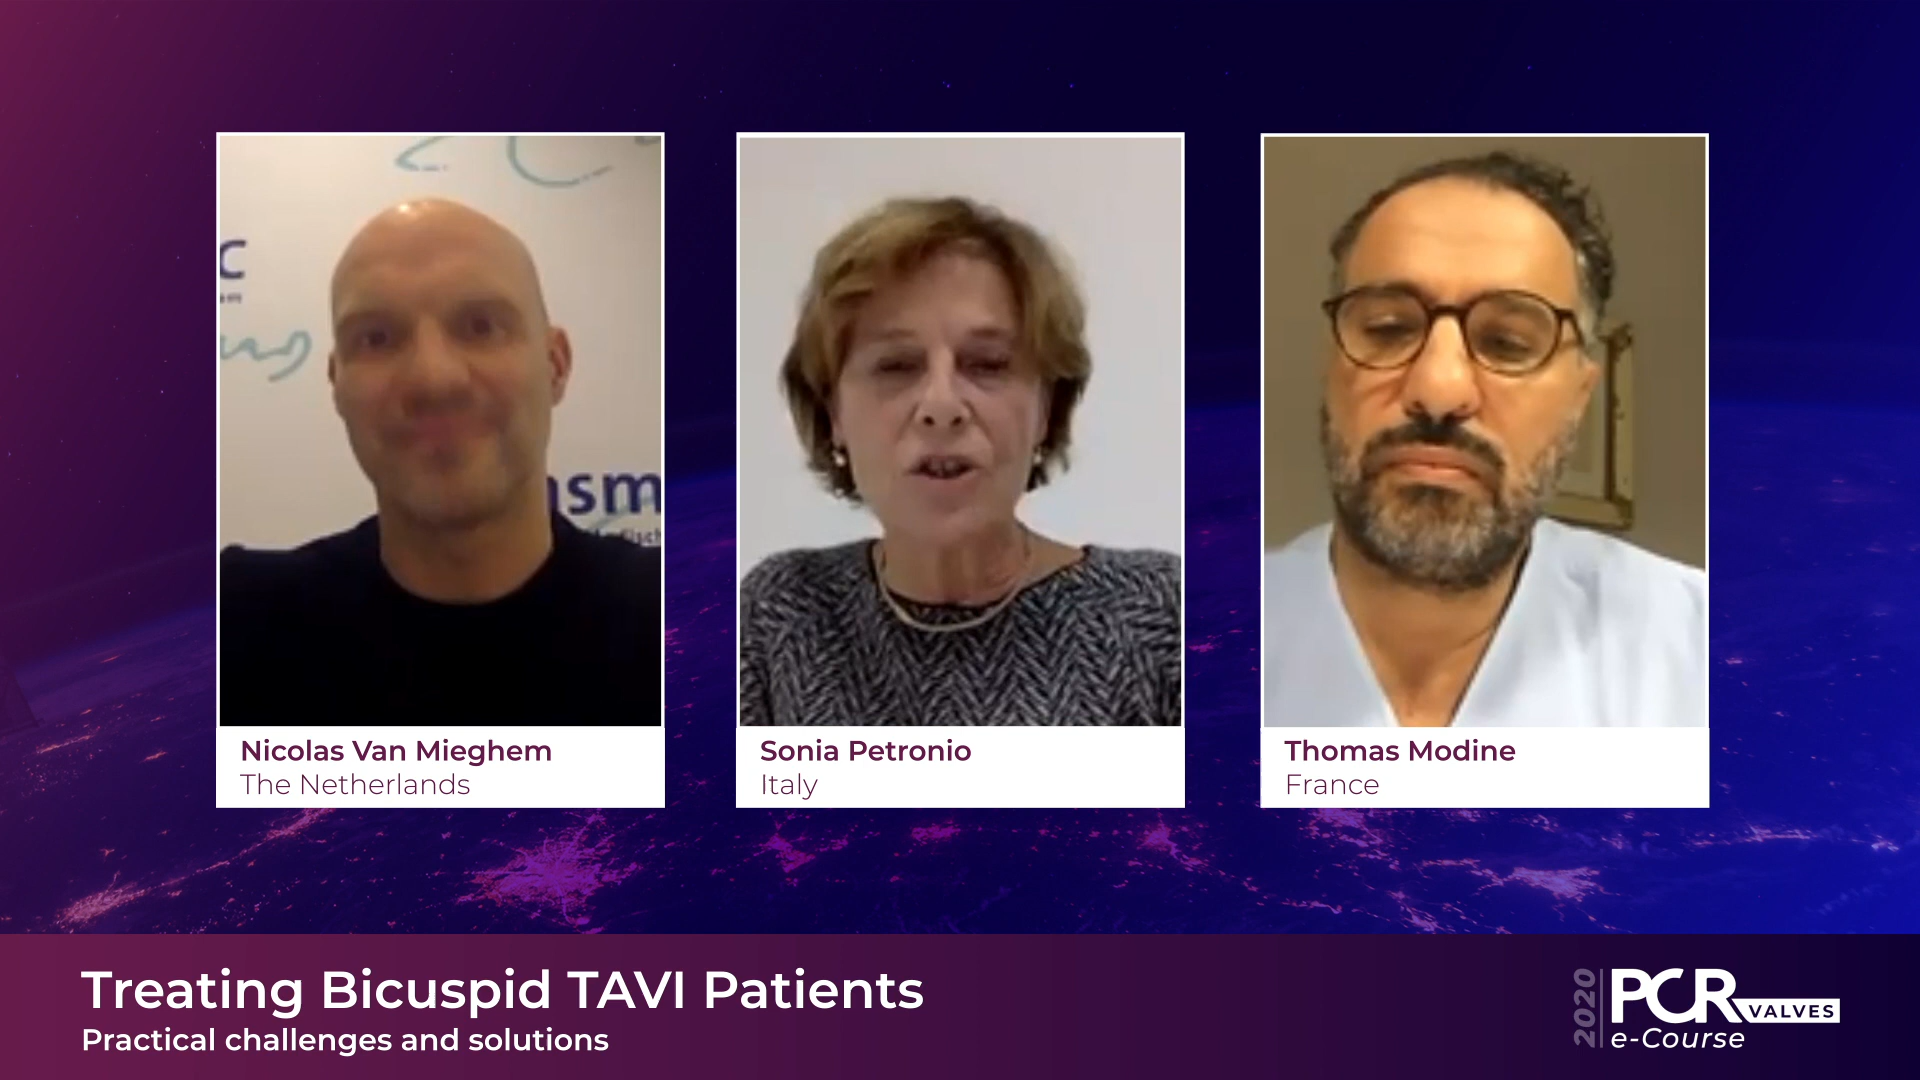 Nicolas Van Mieghem
The Netherlands
Sonia Petronio
Italy
Thomas Modine
France
Treating Bicuspid TAVI Patients
Practical challenges and solutions
2020
PCR
VALVES
e-Course